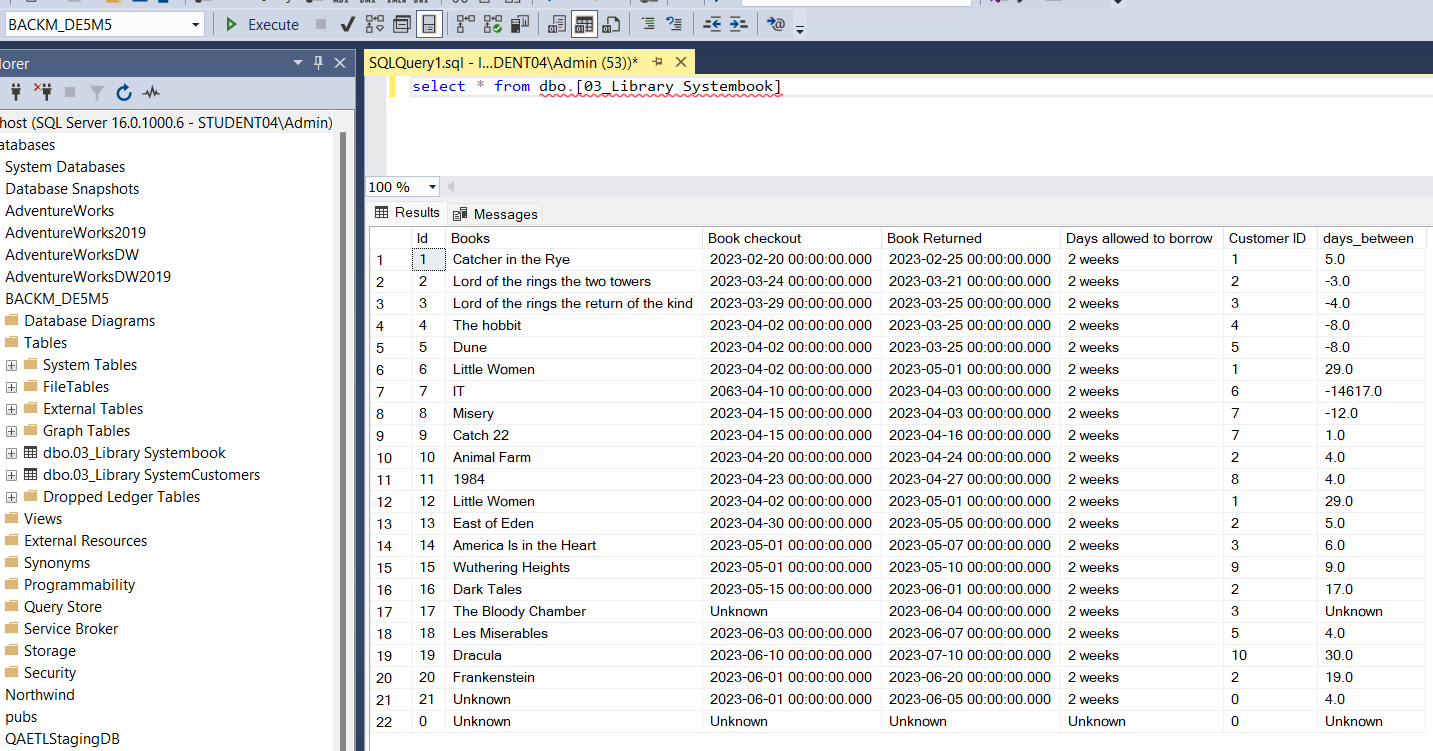 BACKM_DE5M5
Execute
lorer
SQLQuery1.sql - l...DENT04\Admin (53))*
select * from dbo.[03_Library Systembook]
host (SQL Server 16.0.1000.6 - STUDENT04\Admin)
atabases
System Databases
Database Snapshots
AdventureWorks
AdventureWorks2019
AdventureWorksDW
AdventureWorksDW2019
BACKM_DE5M5
Database Diagrams
Tables
System Tables
FileTables
External Tables
Graph Tables
dbo.03_Library Systembook
dbo.03_Library SystemCustomers
Dropped Ledger Tables
Views
External Resources
Synonyms
Programmability
Query Store
Service Broker
Storage
Security
Northwind
pubs
QAETLStagingDB
100 %
Results Messages
Id Books Book checkout Book Returned Days allowed to borrow Customer ID days_between
1 1 Catcher in the Rye 2023-02-20 00:00:00.000 2023-02-25 00:00:00.000 2 weeks 1 5.0
2 2 Lord of the rings the two towers 2023-03-24 00:00:00.000 2023-03-21 00:00:00.000 2 weeks 2 -3.0
3 3 Lord of the rings the return of the kind 2023-03-29 00:00:00.000 2023-03-25 00:00:00.000 2 weeks 3 -4.0
4 4 The hobbit 2023-04-02 00:00:00.000 2023-03-25 00:00:00.000 2 weeks 4 -8.0
5 5 Dune 2023-04-02 00:00:00.000 2023-03-25 00:00:00.000 2 weeks 5 -8.0
6 6 Little Women 2023-04-02 00:00:00.000 2023-05-01 00:00:00.000 2 weeks 1 29.0
7 7 IT 2063-04-10 00:00:00.000 2023-04-03 00:00:00.000 2 weeks 6 -14617.0
8 8 Misery 2023-04-15 00:00:00.000 2023-04-03 00:00:00.000 2 weeks 7 -12.0
9 9 Catch 22 2023-04-15 00:00:00.000 2023-04-16 00:00:00.000 2 weeks 7 1.0
10 10 Animal Farm 2023-04-20 00:00:00.000 2023-04-24 00:00:00.000 2 weeks 2 4.0
11 11 1984 2023-04-23 00:00:00.000 2023-04-27 00:00:00.000 2 weeks 8 4.0
12 12 Little Women 2023-04-02 00:00:00.000 2023-05-01 00:00:00.000 2 weeks 1 29.0
13 13 East of Eden 2023-04-30 00:00:00.000 2023-05-05 00:00:00.000 2 weeks 2 5.0
14 14 America Is in the Heart 2023-05-01 00:00:00.000 2023-05-07 00:00:00.000 2 weeks 3 6.0
15 15 Wuthering Heights 2023-05-01 00:00:00.000 2023-05-10 00:00:00.000 2 weeks 9 9.0
16 16 Dark Tales 2023-05-15 00:00:00.000 2023-06-01 00:00:00.000 2 weeks 2 17.0
17 17 The Bloody Chamber Unknown 2023-06-04 00:00:00.000 2 weeks 3 Unknown
18 18 Les Miserables 2023-06-03 00:00:00.000 2023-06-07 00:00:00.000 2 weeks 5 4.0
19 19 Dracula 2023-06-10 00:00:00.000 2023-07-10 00:00:00.000 2 weeks 10 30.0
20 20 Frankenstein 2023-06-01 00:00:00.000 2023-06-20 00:00:00.000 2 weeks 2 19.0
21 21 Unknown 2023-06-01 00:00:00.000 2023-06-05 00:00:00.000 2 weeks 0 4.0
22 0 Unknown Unknown Unknown Unknown 0 Unknown